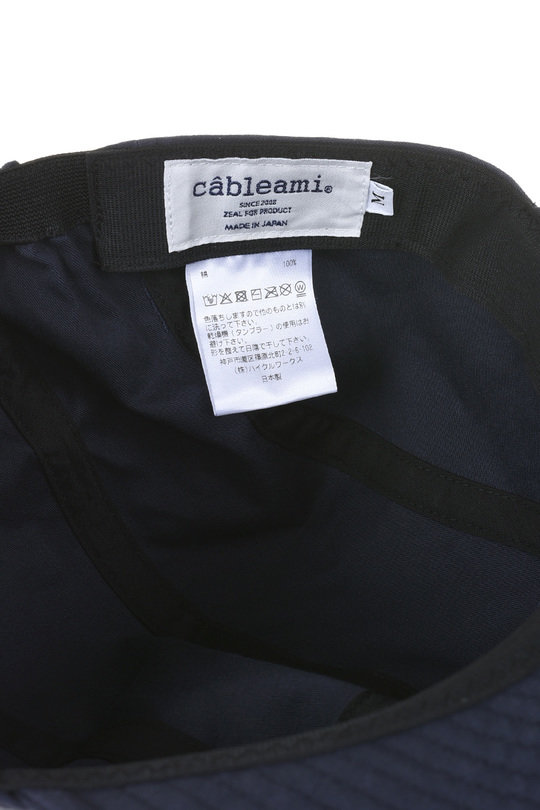 câbleami®
SINCE 2008
ZEAL FOR PRODUCT
MADE IN JAPAN
M
綿 100%
色落ちしますので他のものとは別
に洗って下さい。
乾燥機(タンブラー)の使用はお
避け下さい。
形を整えて日陰で干して下さい。
神戸市灘区篠原北町2-2-6-102
(株)ハイクルワークス
日本製